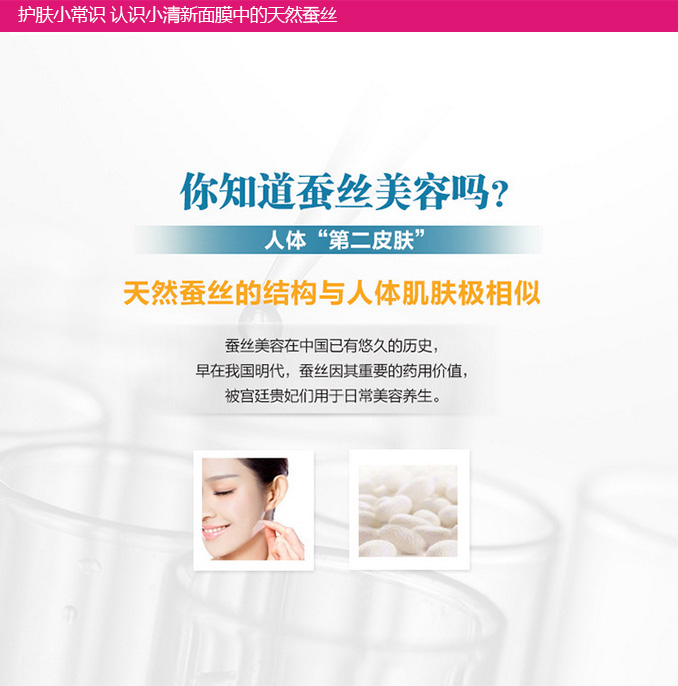 护肤小常识 认识小清新面膜中的天然蚕丝
你知道蚕丝美容吗?
人体“第二皮肤”
天然蚕丝的结构与人体肌肤极相似
蚕丝美容在中国已有悠久的历史，
早在我国明代，蚕丝因其重要的药用价值，
被宫廷贵妃们用于日常美容养生。